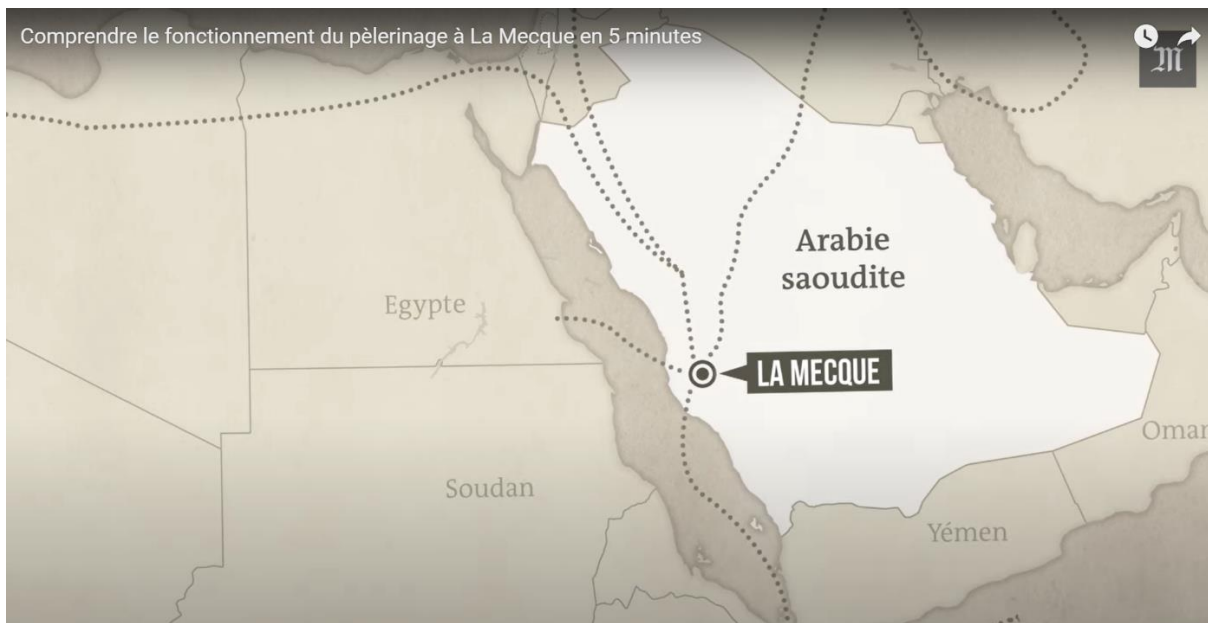 Comprendre le fonctionnement du pèlerinage à La Mecque en 5 minutes
M
Arabie
saoudite
Egypte
LA MECQUE
Oman
Soudan
Yémen